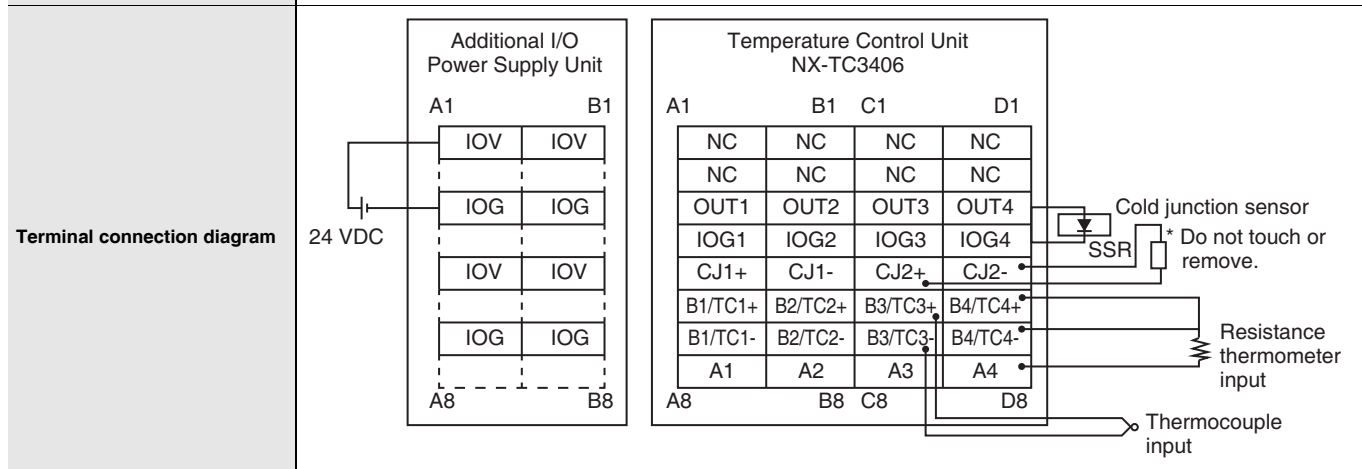 Terminal connection diagram
24 VDC
Additional I/O
Power Supply Unit
A1 B1
IOV IOV
IOG IOG
IOV IOV
IOG IOG
A8 B8
Temperature Control Unit
NX-TC3406
A1 B1 C1 D1
NC NC NC NC
NC NC NC NC
OUT1 OUT2 OUT3 OUT4
IOG1 IOG2 IOG3 IOG4
CJ1+ CJ1- CJ2+ CJ2-
B1/TC1+ B2/TC2+ B3/TC3+ B4/TC4+
B1/TC1- B2/TC2- B3/TC3- B4/TC4-
A1 A2 A3 A4
A8 B8 C8 D8
SSR
Cold junction sensor
* Do not touch or
remove.
Resistance
thermometer
input
Thermocouple
input